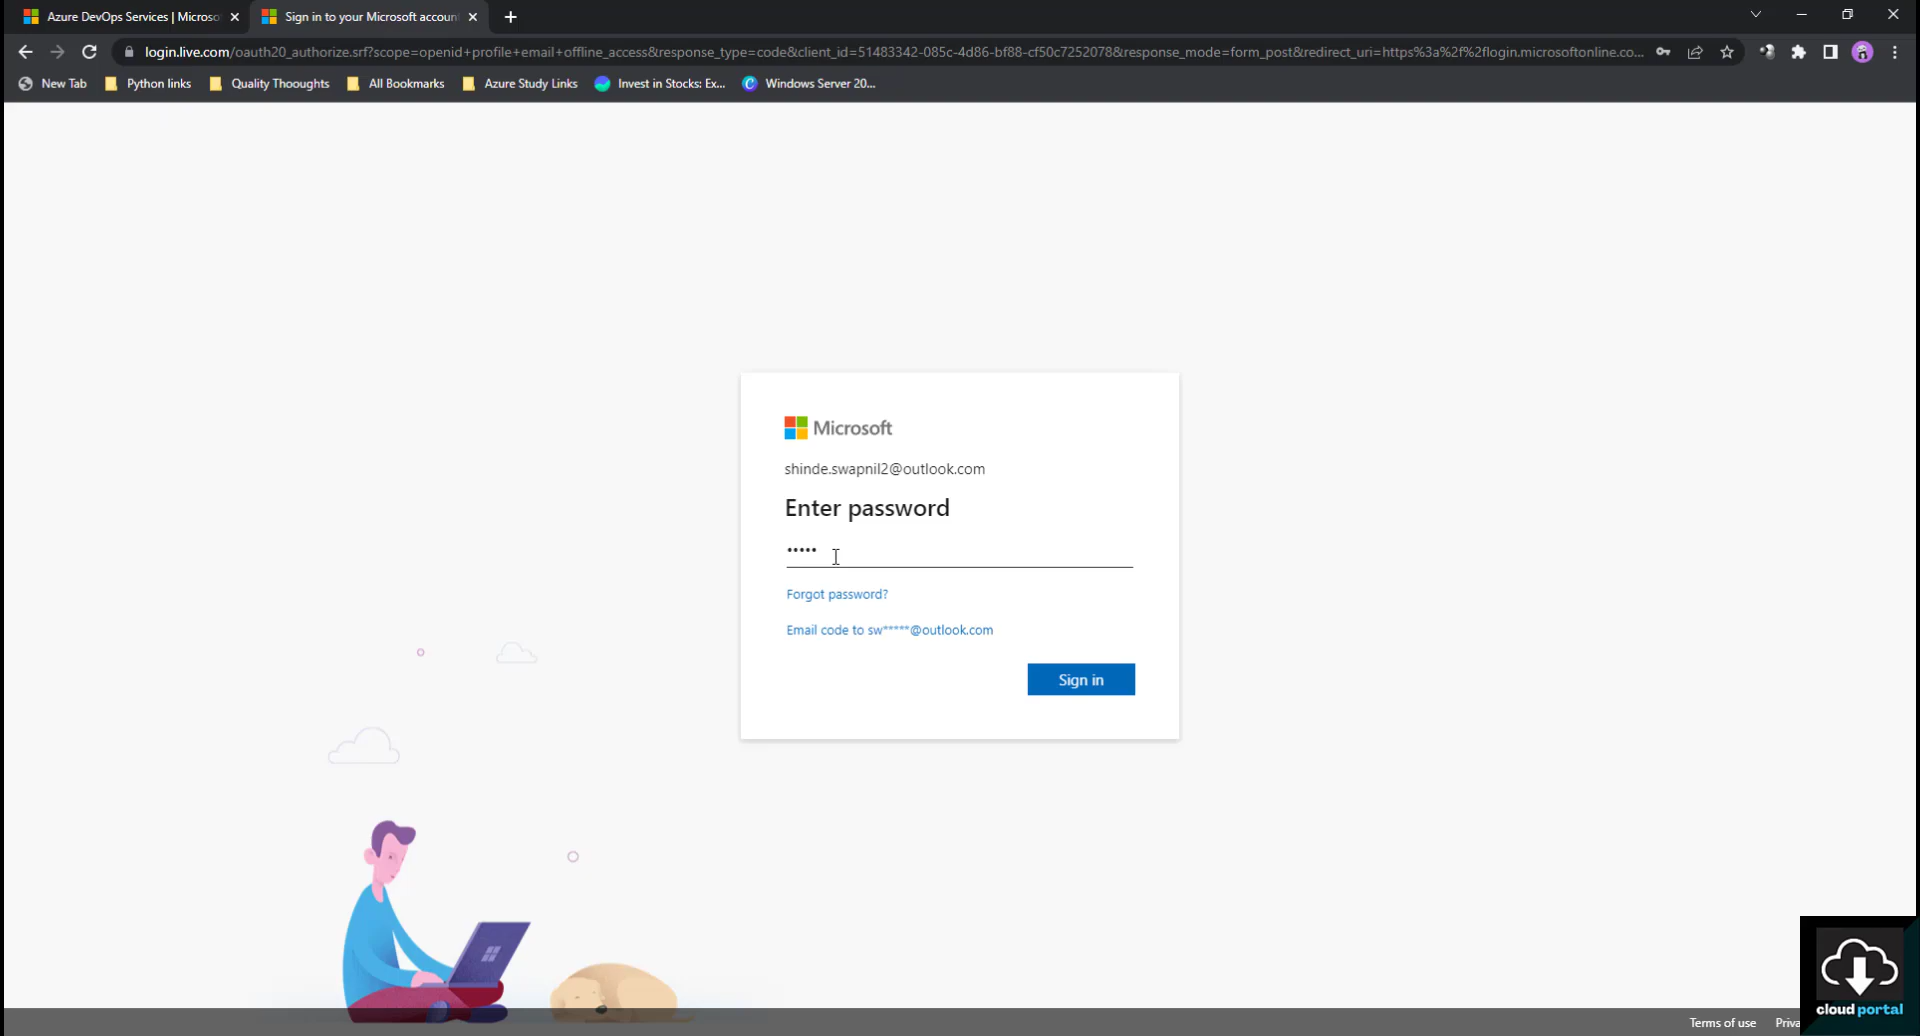 Azure DevOps Services | Microso
Sign in to your Microsoft accoun
login.live.com/oauth20_authorize.srf?scope=openid+profile+email+offline_access&response_type=code&client_id=51483342-085c-4d86-bf88-cf50c7252078&response_mode=form_post&redirect_uri=https%3a%2f%2flogin.microsoftonline.co...
New Tab
Python links
Quality Thooughts
All Bookmarks
Azure Study Links
Invest in Stocks: Ex...
Windows Server 20...
Microsoft
shinde.swapnil2@outlook.com
Enter password
•••••
Forgot password?
Email code to sw*****@outlook.com
Sign in
cloud portal
Terms of use
Priva